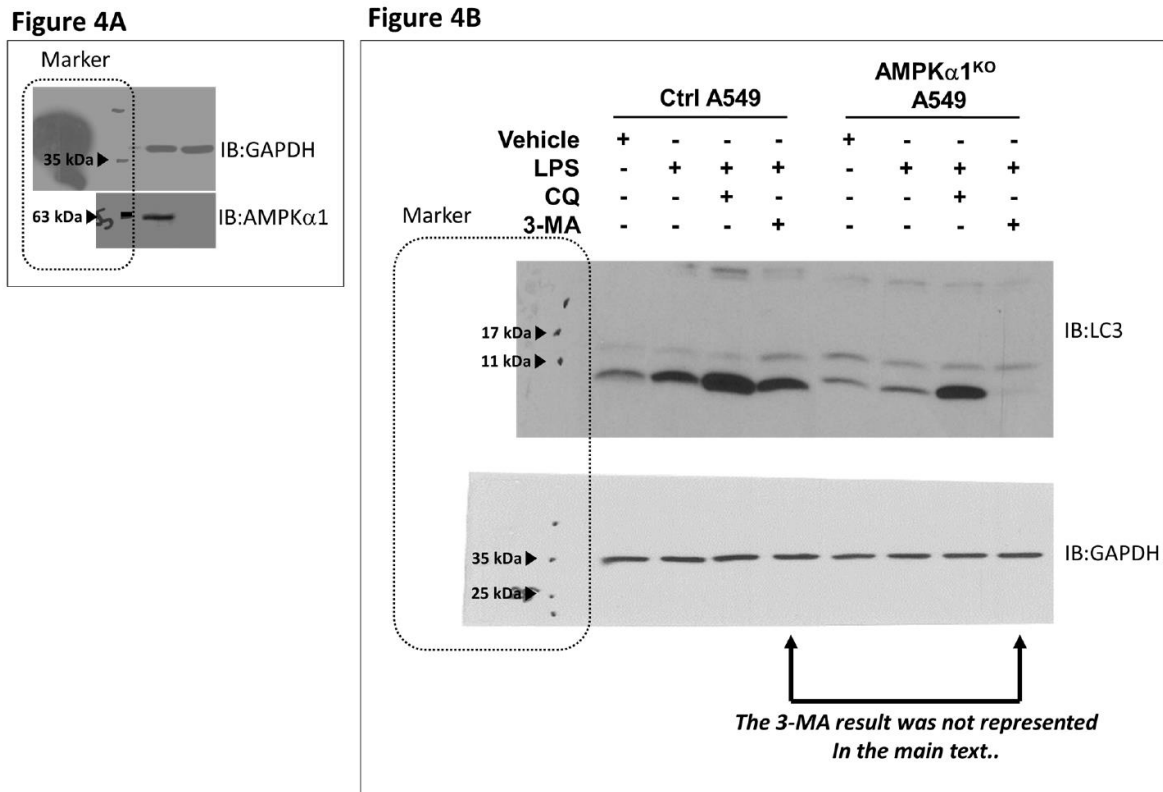 Figure 4A
Marker
35 kDa
IB:GAPDH
63 kDa
IB:AMPKα1
Figure 4B
Ctrl A549
AMPKα1KO
A549
Vehicle + - - - + - - -
LPS - + + + - + + +
CQ - - + - - - + -
3-MA - - - + - - - +
Marker
17 kDa
11 kDa
IB:LC3
35 kDa
25 kDa
IB:GAPDH
The 3-MA result was not represented
In the main text..